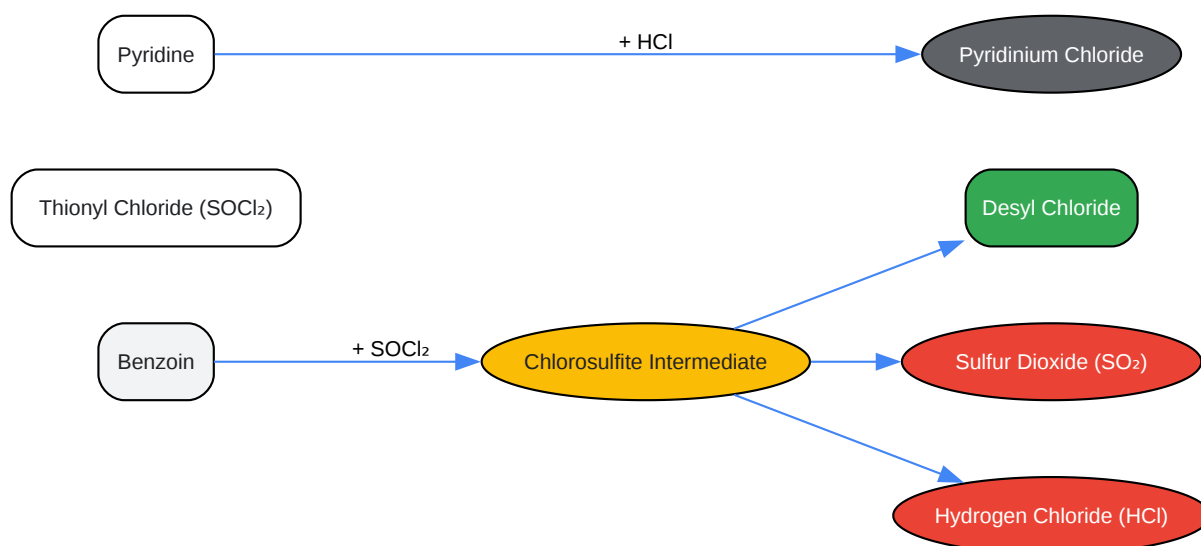 Pyridine
+ HCl
Pyridinium Chloride
Thionyl Chloride (SOCl₂)
Desyl Chloride
Benzoin
+ SOCl₂
Chlorosulfite Intermediate
Sulfur Dioxide (SO₂)
Hydrogen Chloride (HCl)